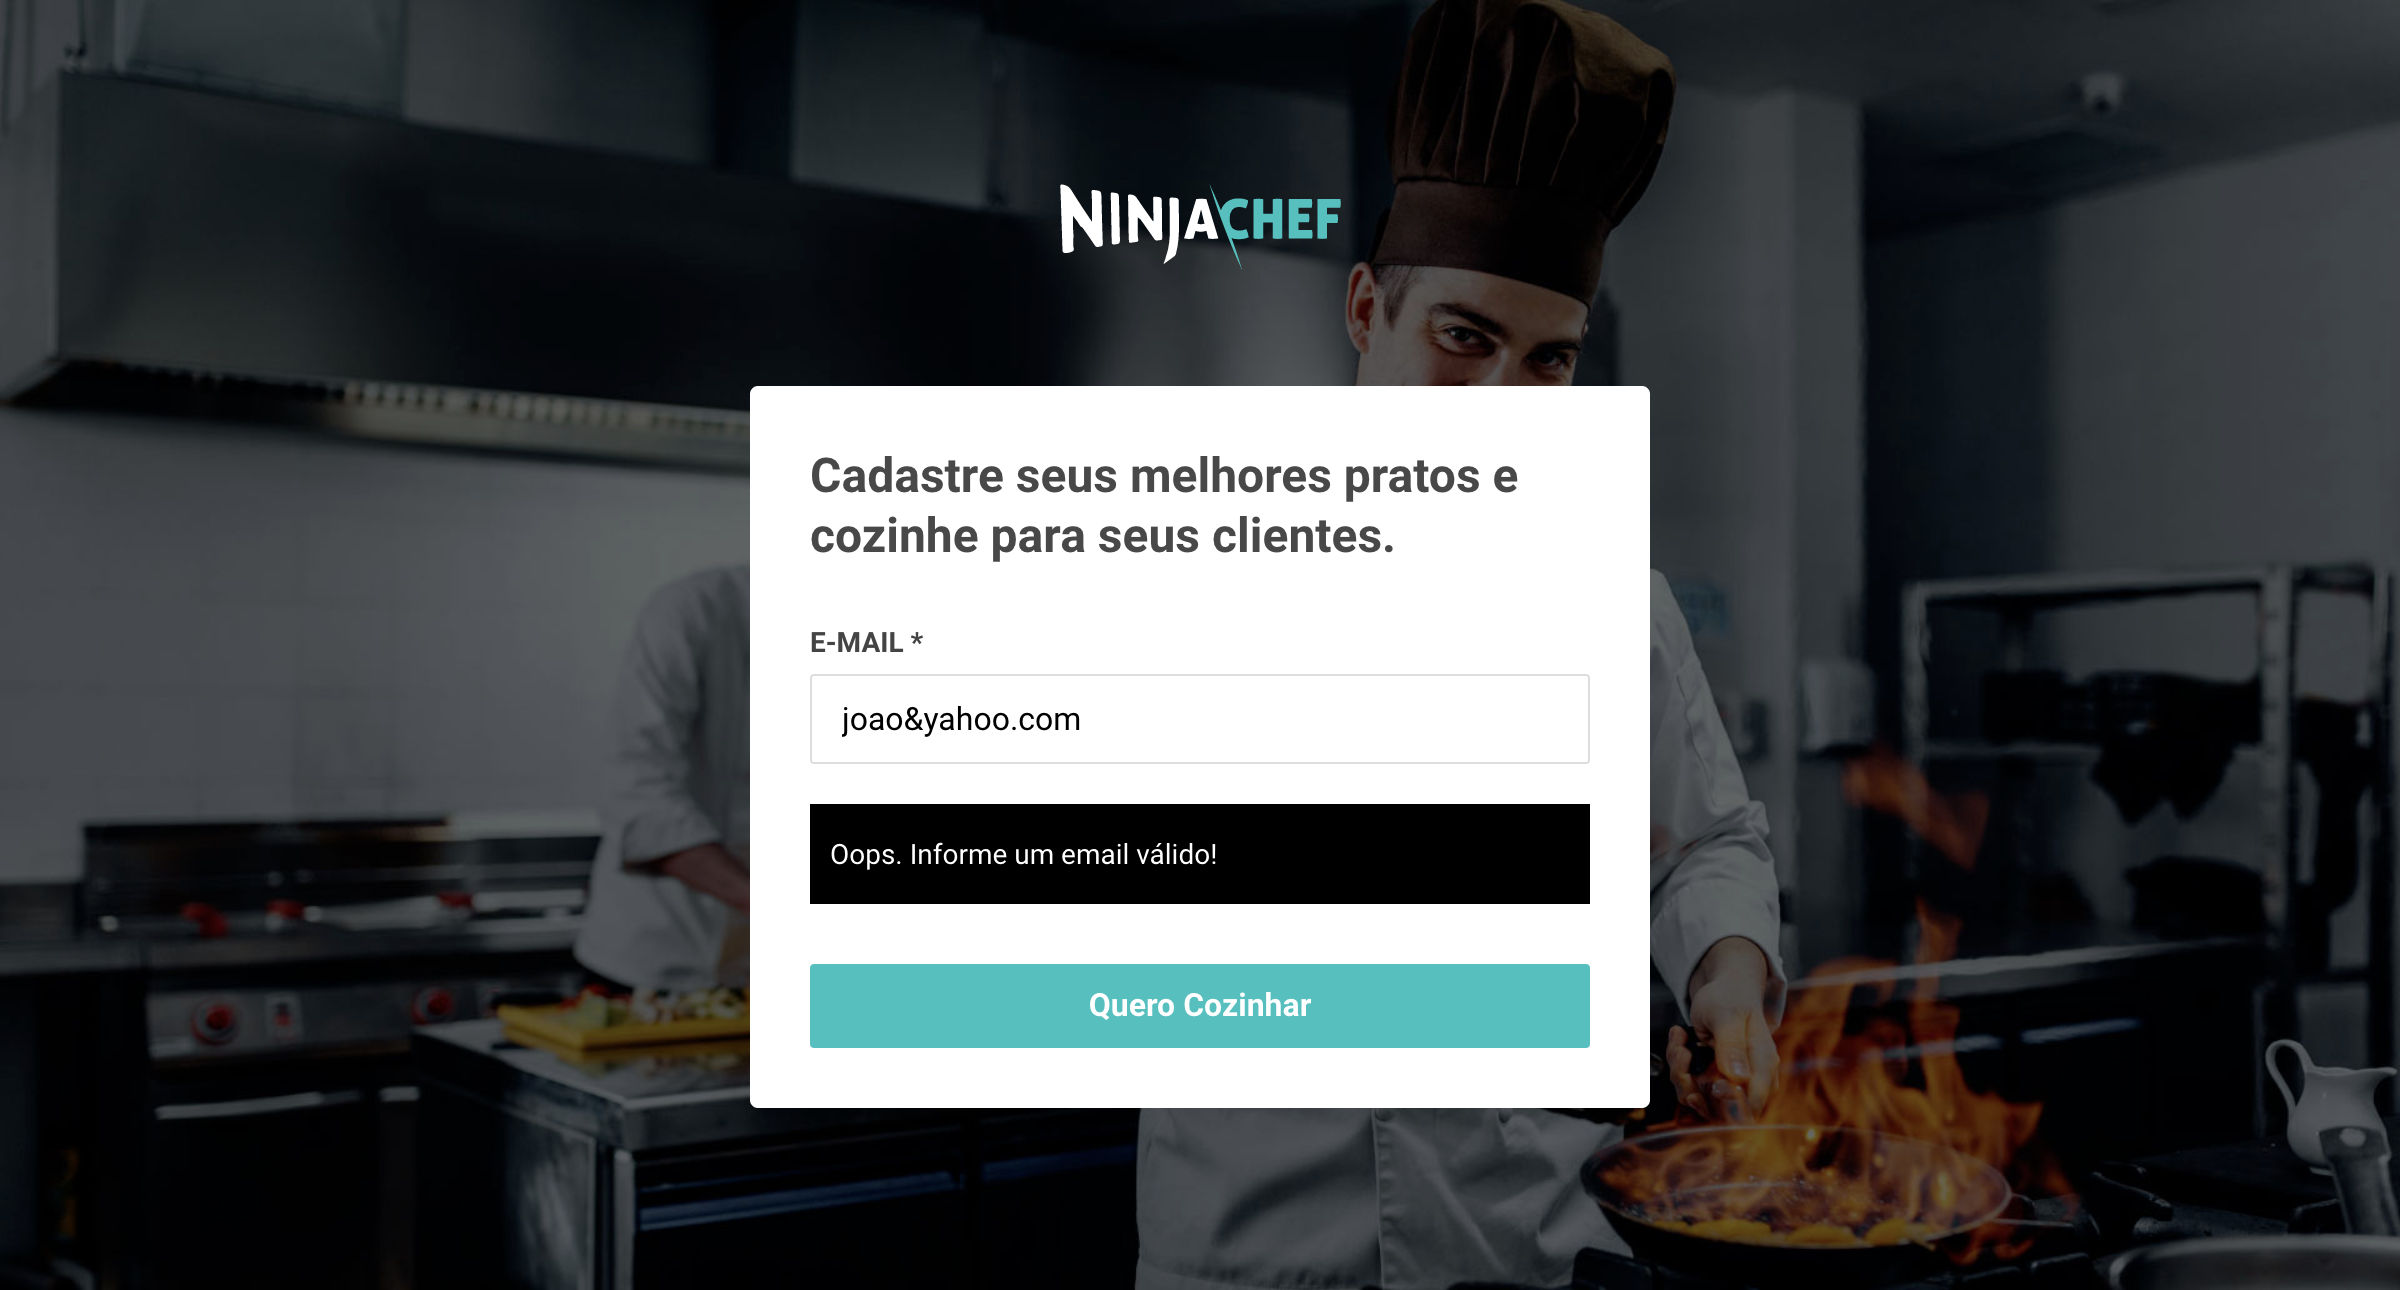 NINJACHEF
Cadastre seus melhores pratos e
cozinhe para seus clientes.
E-MAIL *
joao&yahoo.com
Oops. Informe um email válido!
Quero Cozinhar